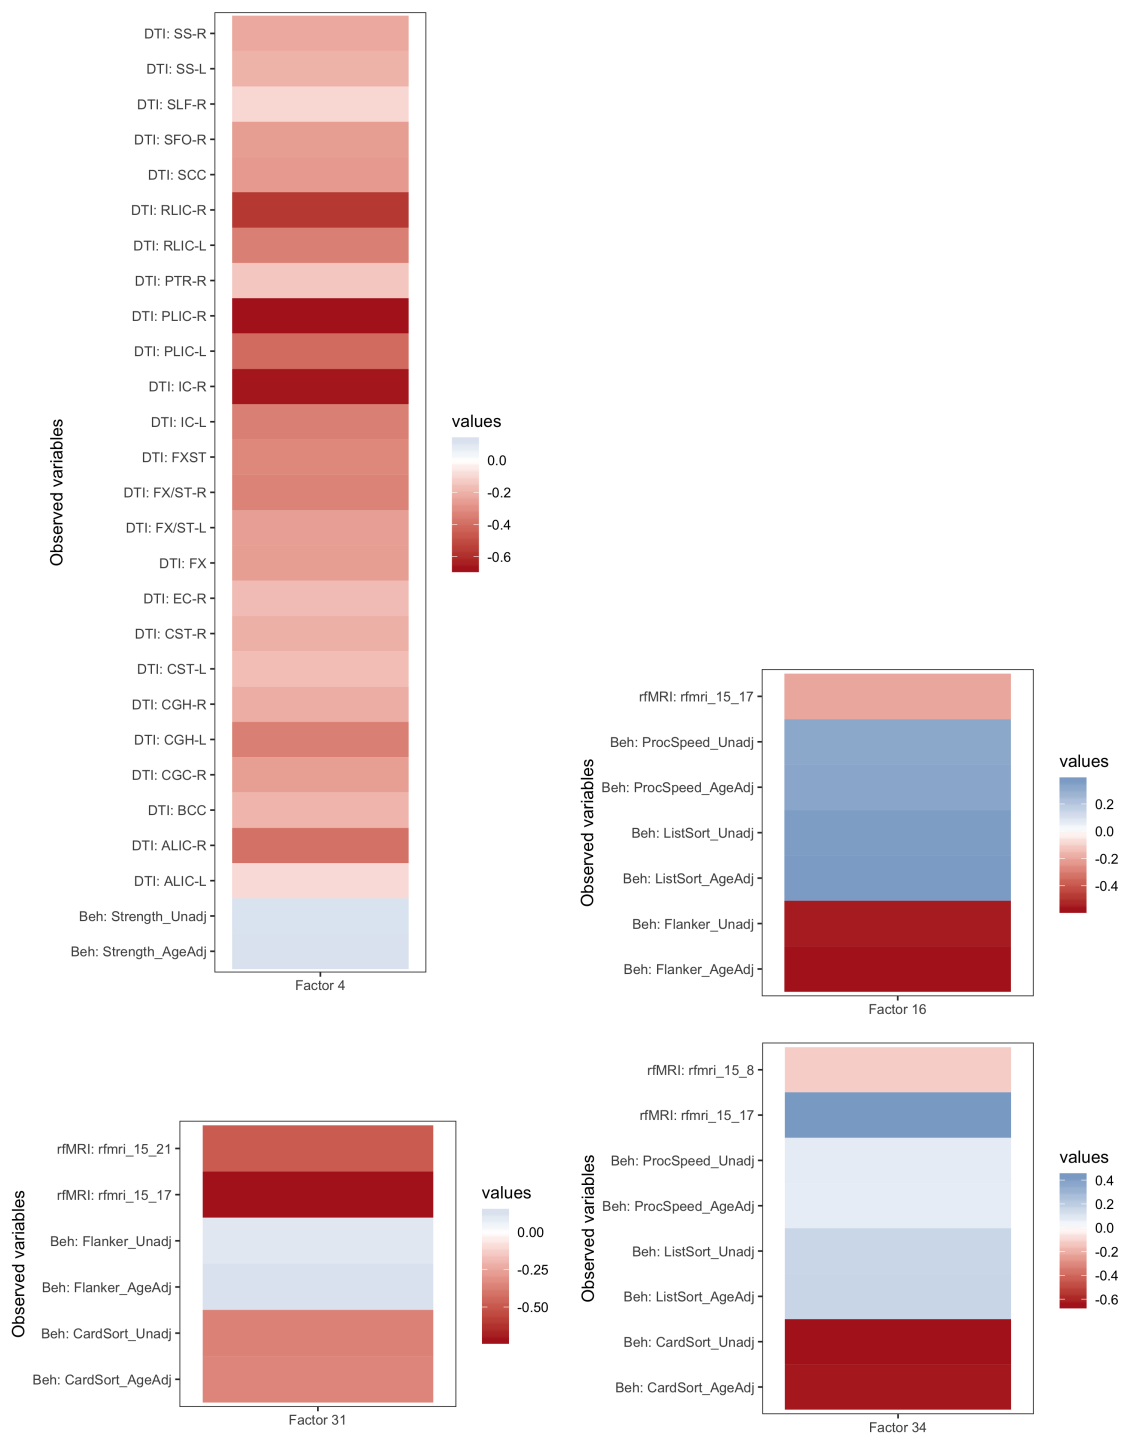 DTI: SS-R
DTI: SS-L
DTI: SLF-R
DTI: SFO-R
DTI: SCC
DTI: RLIC-R
DTI: RLIC-L
DTI: PTR-R
DTI: PLIC-R
DTI: PLIC-L
DTI: IC-R
DTI: IC-L
DTI: FXST
DTI: FX/ST-R
DTI: FX/ST-L
DTI: FX
DTI: EC-R
DTI: CST-R
DTI: CST-L
DTI: CGH-R
DTI: CGH-L
DTI: CGC-R
DTI: BCC
DTI: ALIC-R
DTI: ALIC-L
Beh: Strength_Unadj
Beh: Strength_AgeAdj
Observed variables
Factor 4
values
0.0
-0.2
-0.4
-0.6
rfMRI: rfmri_15_17
Beh: ProcSpeed_Unadj
Beh: ProcSpeed_AgeAdj
Beh: ListSort_Unadj
Beh: ListSort_AgeAdj
Beh: Flanker_Unadj
Beh: Flanker_AgeAdj
Observed variables
Factor 16
values
0.2
0.0
-0.2
-0.4
rfMRI: rfmri_15_21
rfMRI: rfmri_15_17
Beh: Flanker_Unadj
Beh: Flanker_AgeAdj
Beh: CardSort_Unadj
Beh: CardSort_AgeAdj
Observed variables
Factor 31
values
0.00
-0.25
-0.50
rfMRI: rfmri_15_8
rfMRI: rfmri_15_17
Beh: ProcSpeed_Unadj
Beh: ProcSpeed_AgeAdj
Beh: ListSort_Unadj
Beh: ListSort_AgeAdj
Beh: CardSort_Unadj
Beh: CardSort_AgeAdj
Observed variables
Factor 34
values
0.4
0.2
0.0
-0.2
-0.4
-0.6